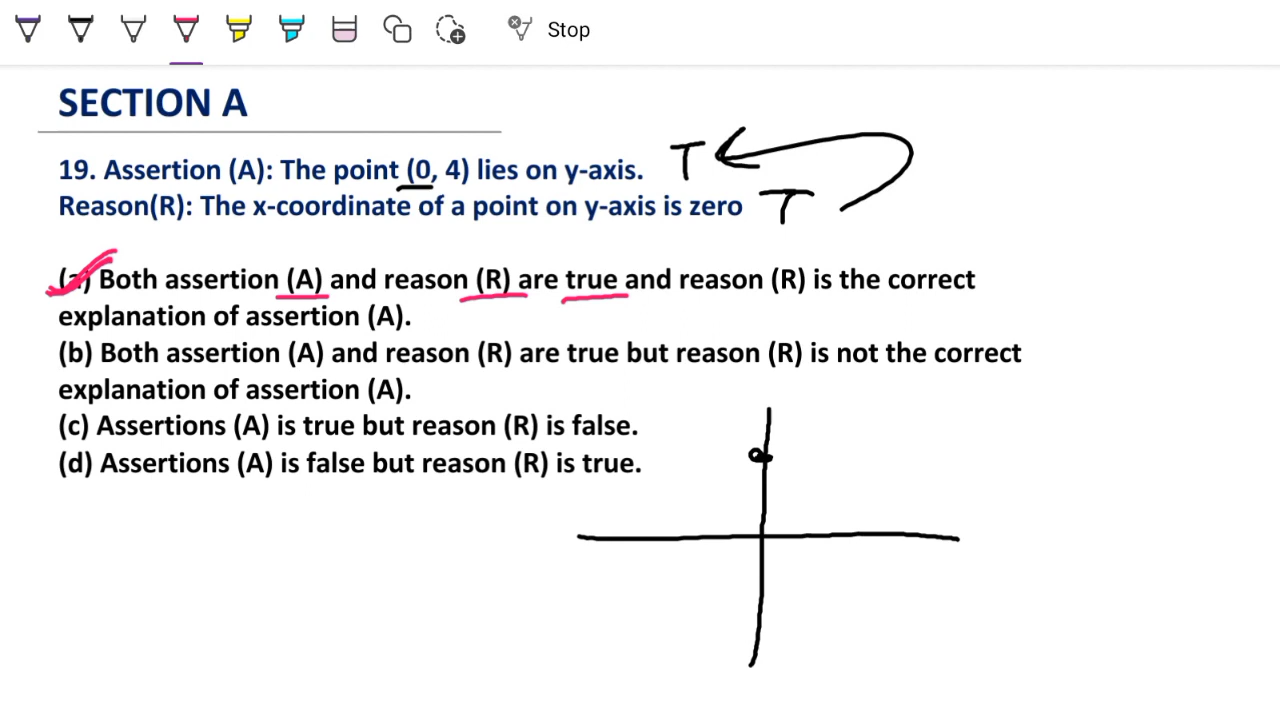 Stop
SECTION A
19. Assertion (A): The point (0, 4) lies on y-axis. T
Reason(R): The x-coordinate of a point on y-axis is zero T
(a) Both assertion (A) and reason (R) are true and reason (R) is the correct
explanation of assertion (A).
(b) Both assertion (A) and reason (R) are true but reason (R) is not the correct
explanation of assertion (A).
(c) Assertions (A) is true but reason (R) is false.
(d) Assertions (A) is false but reason (R) is true.